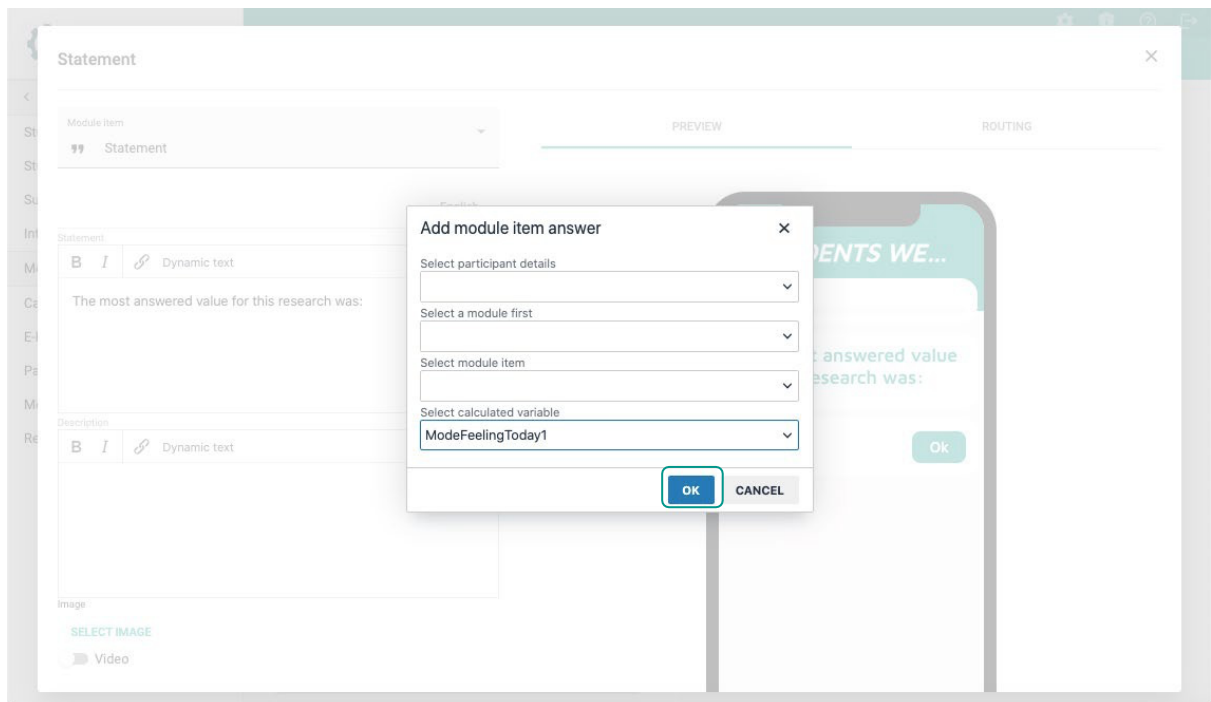 Statement
Module item
Statement
PREVIEW
ROUTING
English
Statement
B I Dynamic text
The most answered value for this research was:
Description
B I Dynamic text
Image
SELECT IMAGE
Video
Add module item answer
Select participant details
Select a module first
Select module item
Select calculated variable
ModeFeelingToday1
OK
CANCEL
WE...
answered value
was:
Ok